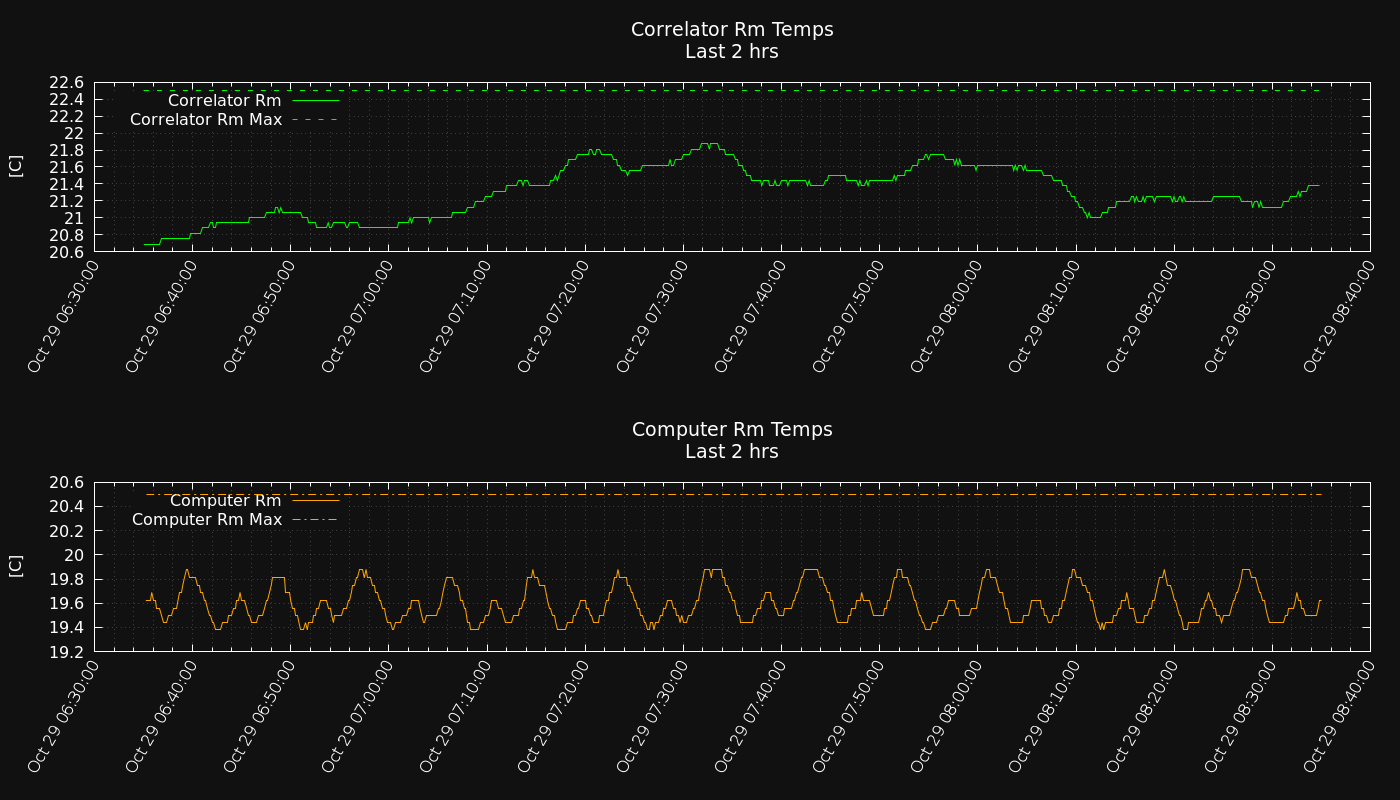 Correlator Rm Temps
Last 2 hrs
22.6
22.4
22.2
22
21.8
21.6
21.4
21.2
21
20.8
20.6
[C]
Correlator Rm
Correlator Rm Max
Oct 29 06:30:00
Oct 29 06:40:00
Oct 29 06:50:00
Oct 29 07:00:00
Oct 29 07:10:00
Oct 29 07:20:00
Oct 29 07:30:00
Oct 29 07:40:00
Oct 29 07:50:00
Oct 29 08:00:00
Oct 29 08:10:00
Oct 29 08:20:00
Oct 29 08:30:00
Oct 29 08:40:00
Computer Rm Temps
Last 2 hrs
20.6
20.4
20.2
20
19.8
19.6
19.4
19.2
[C]
Computer Rm
Computer Rm Max
Oct 29 06:30:00
Oct 29 06:40:00
Oct 29 06:50:00
Oct 29 07:00:00
Oct 29 07:10:00
Oct 29 07:20:00
Oct 29 07:30:00
Oct 29 07:40:00
Oct 29 07:50:00
Oct 29 08:00:00
Oct 29 08:10:00
Oct 29 08:20:00
Oct 29 08:30:00
Oct 29 08:40:00